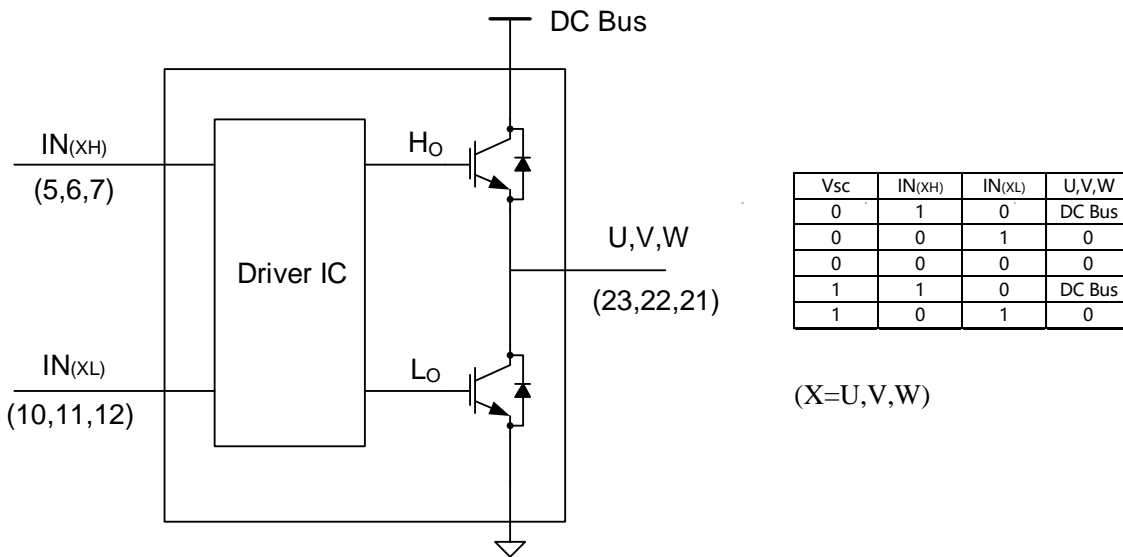 DC Bus
IN(XH)
(5,6,7)
HO
Driver IC
U,V,W
(23,22,21)
IN(XL)
(10,11,12)
LO
Vsc IN(XH) IN(XL) U,V,W
0 1 0 DC Bus
0 0 1 0
0 0 0 0
1 1 0 DC Bus
1 0 1 0
(X=U,V,W)